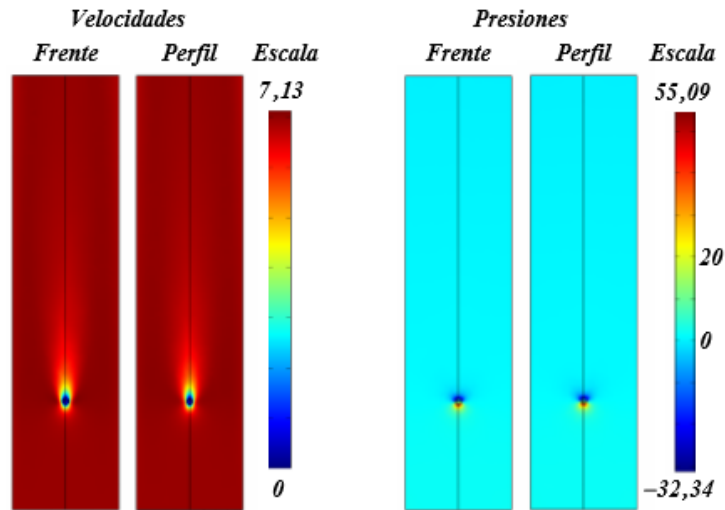 Velocidades
Frente Perfil Escala
7,13
0
Presiones
Frente Perfil Escala
55,09
20
0
–32,34